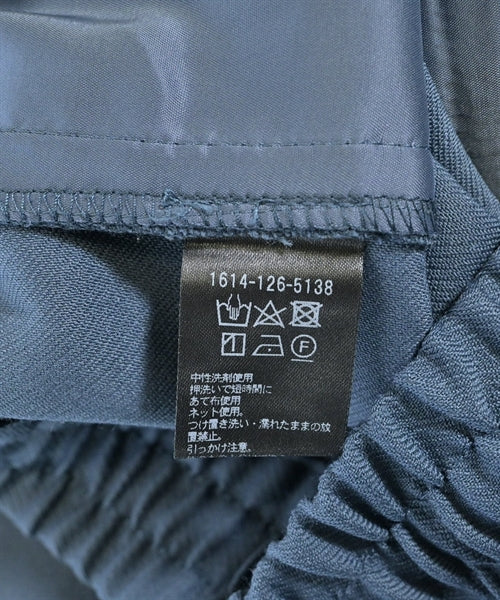 1614-126-5138
F
中性洗剤使用
押洗いで短時間に
あて布使用
ネット使用。
つけ置き洗い・濡れたままの放
置禁止。
引っかけ注意。